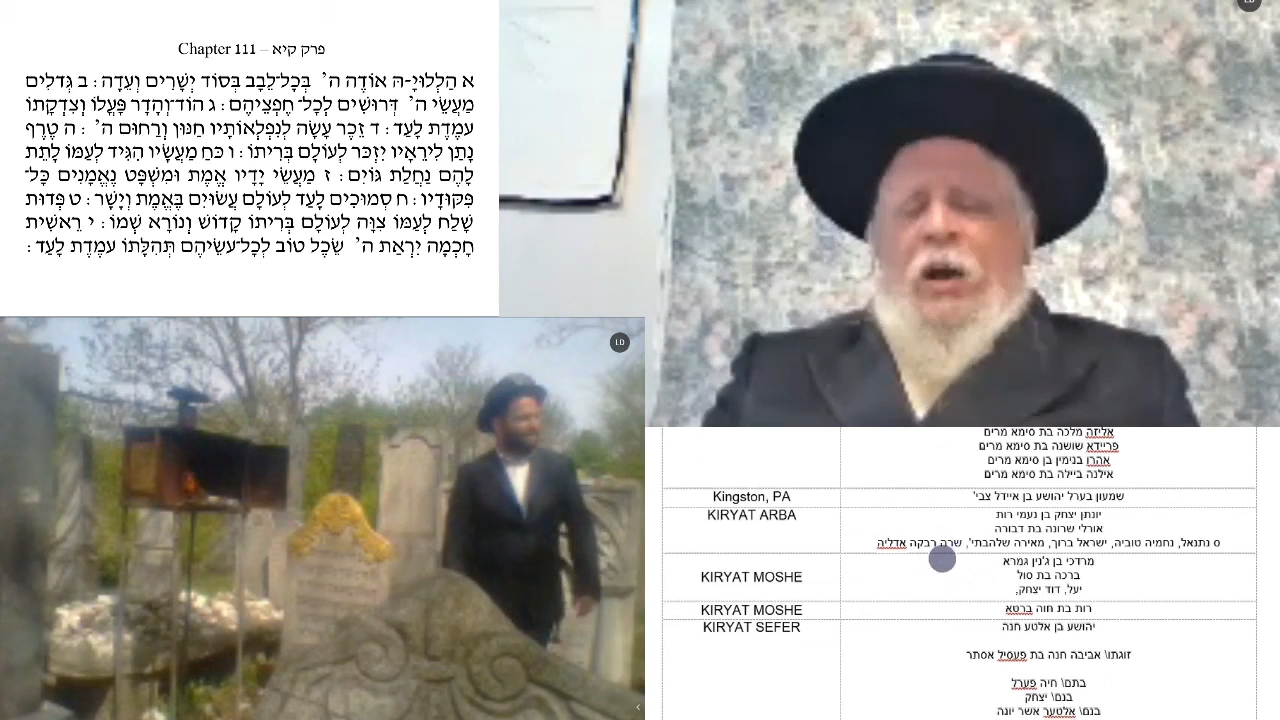 Chapter 111 – פרק קיא
א הַלְלוּיָ-הּ אוֹדֶה ה' בְּכָל־לֵבָב בְּסוֹד יְשָׁרִים וְעֵדָה: ב גְּדֹלִים
מַעֲשֵׂי ה' דְּרוּשִׁים לְכָל־חֶפְצֵיהֶם: ג הוֹד־וְהָדָר פָּעֳלוֹ וְצִדְקָתוֹ
עֹמֶדֶת לָעַד: ד זֵכֶר עָשָׂה לְנִפְלְאוֹתָיו חַנּוּן וְרַחוּם ה': ה טֶרֶף
נָתַן לִירֵאָיו יִזְכֹּר לְעוֹלָם בְּרִיתוֹ: ו כֹּחַ מַעֲשָׂיו הִגִּיד לְעַמּוֹ לָתֵת
לָהֶם נַחֲלַת גּוֹיִם: ז מַעֲשֵׂי יָדָיו אֱמֶת וּמִשְׁפָּט נֶאֱמָנִים כָּל־
פִּקּוּדָיו: ח סְמוּכִים לָעַד לְעוֹלָם עֲשׂוּיִם בֶּאֱמֶת וְיָשָׁר: ט פְּדוּת
שָׁלַח לְעַמּוֹ צִוָּה לְעוֹלָם בְּרִיתוֹ קָדוֹשׁ וְנוֹרָא שְׁמוֹ: י רֵאשִׁית
חָכְמָה יִרְאַת ה' שֵׂכֶל טוֹב לְכָל־עֹשֵׂיהֶם תְּהִלָּתוֹ עֹמֶדֶת לָעַד:
LD
אליזה מלכה בת סימא מרים
פריידא שושנה בת סימא מרים
אהרו בנימין בן סימא מרים
אילנה ביילה בת סימא מרים
Kingston, PA שמעון בערל יהושע בן איידל צבי'
KIRYAT ARBA יונתן יצחק בן נעמי רות
אורלי שרונה בת דבורה
ס נתנאל, נחמיה טוביה, ישראל ברוך, מאירה שלהבתי', שרה רבקה אדליה
מרדכי בן ג'נין גמרא
KIRYAT MOSHE ברכה בת סול
יעל, דוד יצחק,
KIRYAT MOSHE רות בת חוה ברטא
KIRYAT SEFER יהושע בן אלטע חנה
זוגתו\ אביבה חנה בת פעסיל אסתר
בתם\ חיה פערל
בנם\ יצחק
בנם\ אלטער אשר יונה